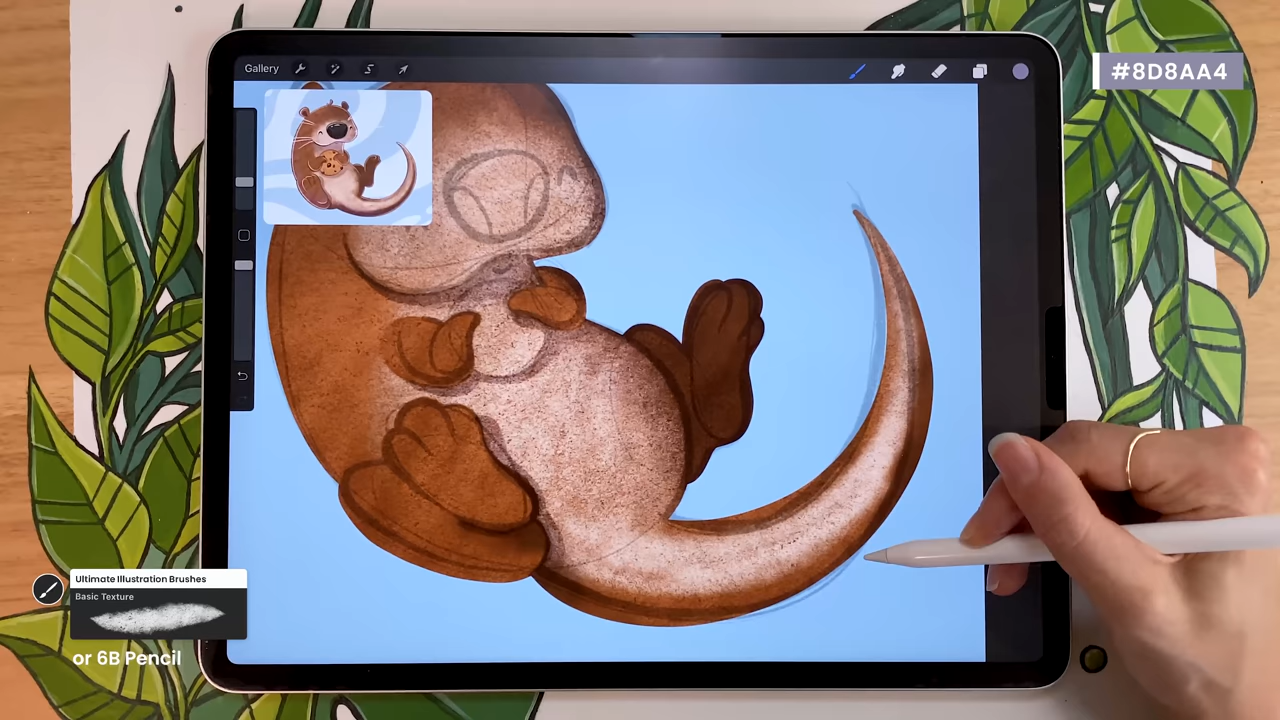 Gallery
#8D8AA4
Ultimate Illustration Brushes
Basic Texture
or 6B Pencil